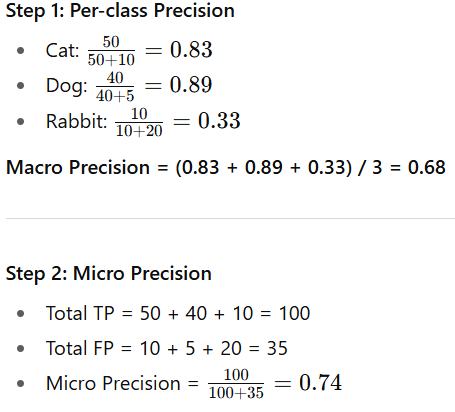 Step 1: Per-class Precision
• Cat: \frac{50}{50+10} = 0.83
• Dog: \frac{40}{40+5} = 0.89
• Rabbit: \frac{10}{10+20} = 0.33
Macro Precision = (0.83 + 0.89 + 0.33) / 3 = 0.68
Step 2: Micro Precision
• Total TP = 50 + 40 + 10 = 100
• Total FP = 10 + 5 + 20 = 35
• Micro Precision = \frac{100}{100+35} = 0.74